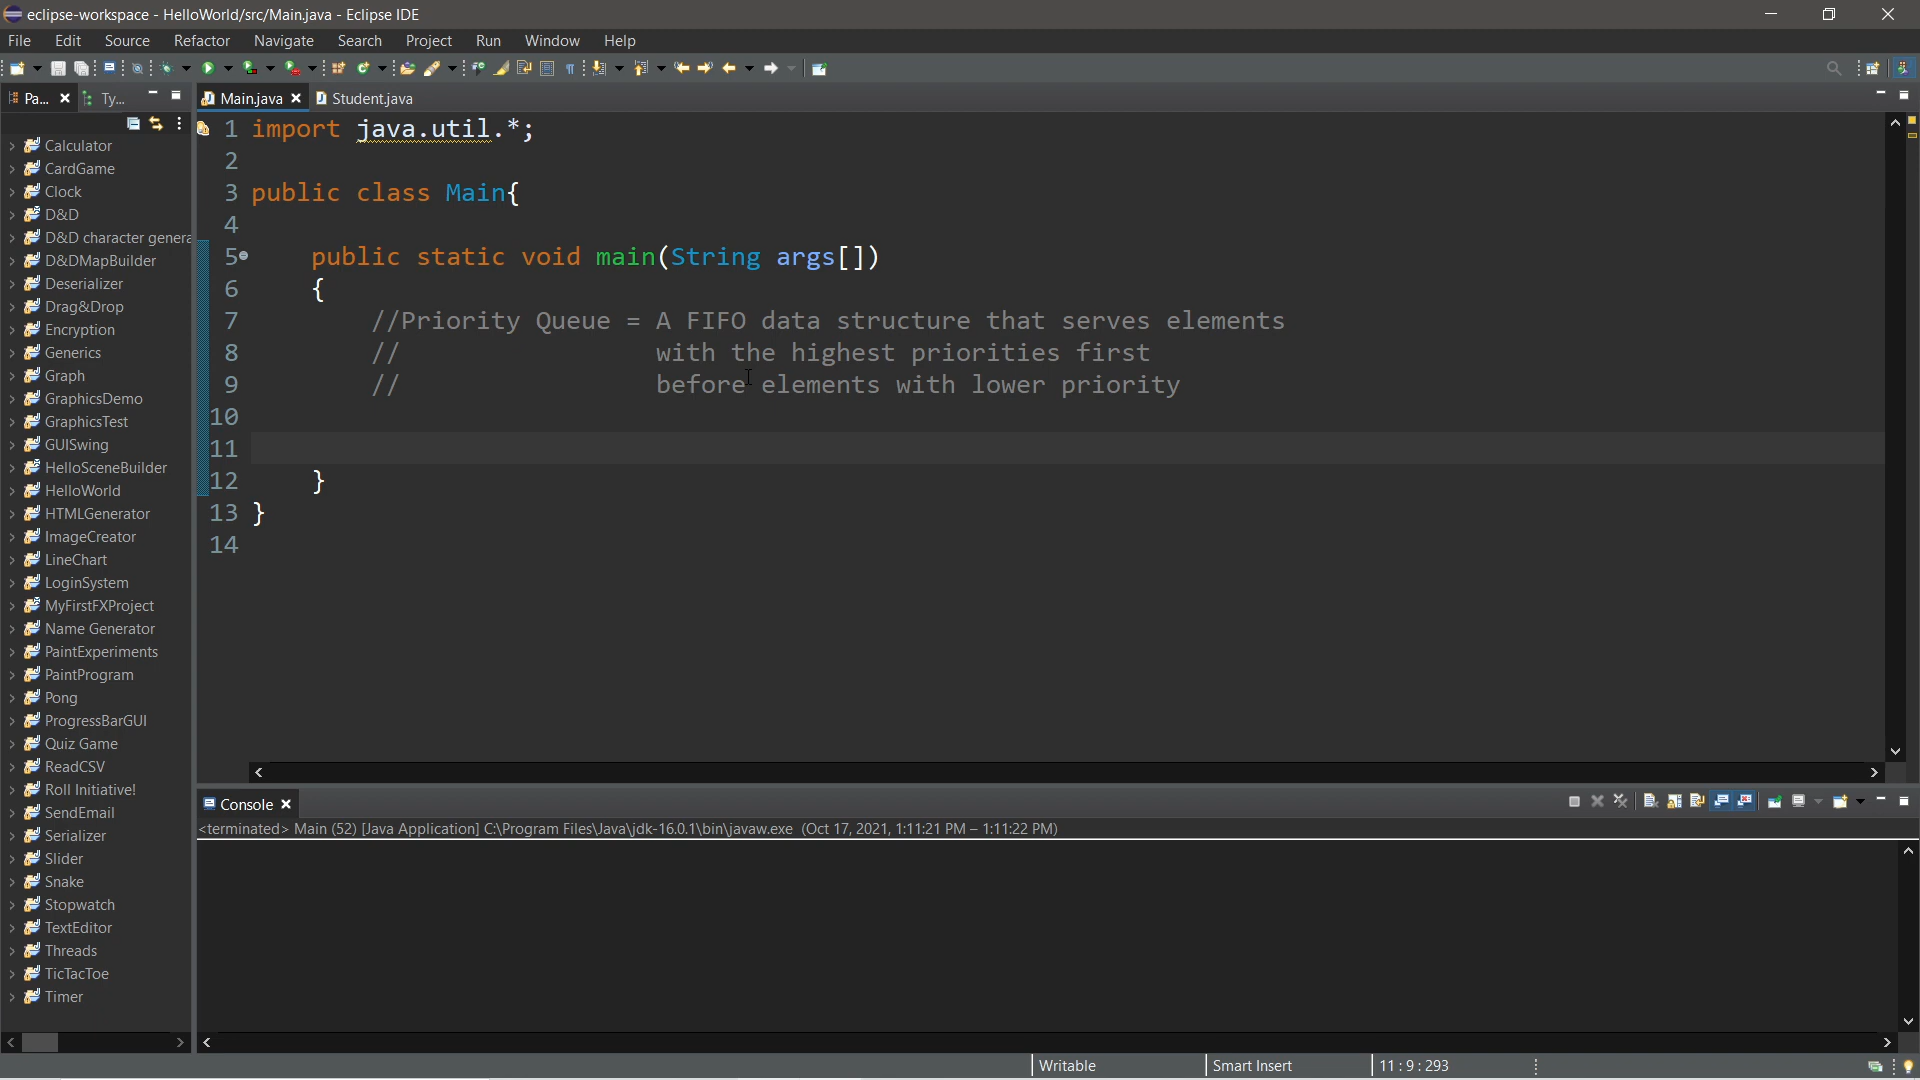 eclipse-workspace - HelloWorld/src/Main.java - Eclipse IDE
File Edit Source Refactor Navigate Search Project Run Window Help
Pa... Ty...
Main.java Student.java
Calculator
CardGame
Clock
D&D
D&D character genera
D&DMapBuilder
Deserializer
Drag&Drop
Encryption
Generics
Graph
GraphicsDemo
GraphicsTest
GUISwing
HelloSceneBuilder
HelloWorld
HTMLGenerator
ImageCreator
LineChart
LoginSystem
MyFirstFXProject
Name Generator
PaintExperiments
PaintProgram
Pong
ProgressBarGUI
Quiz Game
ReadCSV
Roll Initiative!
SendEmail
Serializer
Slider
Snake
Stopwatch
TextEditor
Threads
TicTacToe
Timer
1 import java.util.*;
2
3 public class Main{
4
5 public static void main(String args[])
6 {
7 //Priority Queue = A FIFO data structure that serves elements
8 // with the highest priorities first
9 // before elements with lower priority
10
11
12 }
13 }
14
Console
<terminated> Main (52) [Java Application] C:\Program Files\Java\jdk-16.0.1\bin\javaw.exe (Oct 17, 2021, 1:11:21 PM – 1:11:22 PM)
Writable Smart Insert 11 : 9 : 293